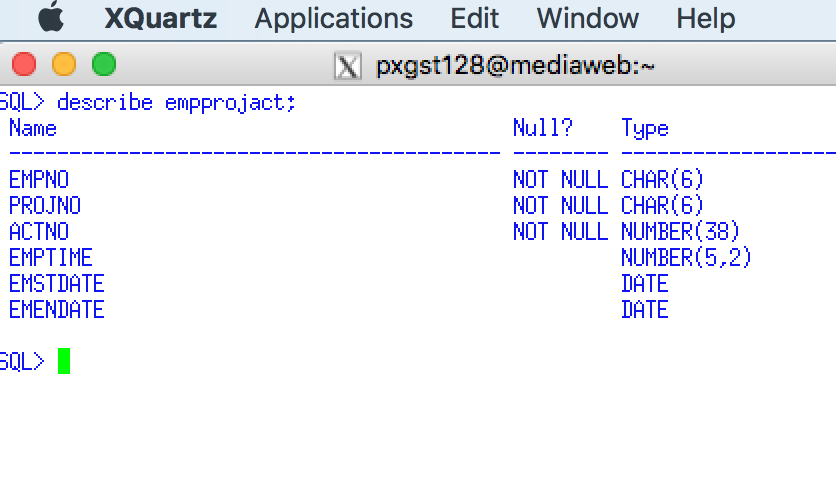 XQuartz Applications Edit Window Help
X pxgst128@mediaweb:~
SQL> describe empprojact;
Name Null? Type
----------------------------------------- -------- ------------------
EMPNO NOT NULL CHAR(6)
PROJNO NOT NULL CHAR(6)
ACTNO NOT NULL NUMBER(38)
EMPTIME NUMBER(5,2)
EMSTDATE DATE
EMENDATE DATE
SQL>